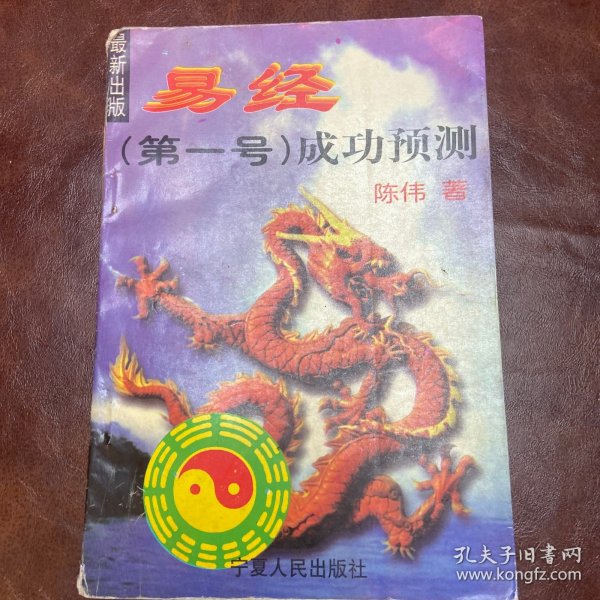 最新出版
易经
(第一号)成功预测
陈伟 著
宁夏人民出版社
孔夫子旧书网
www.kongfz.com